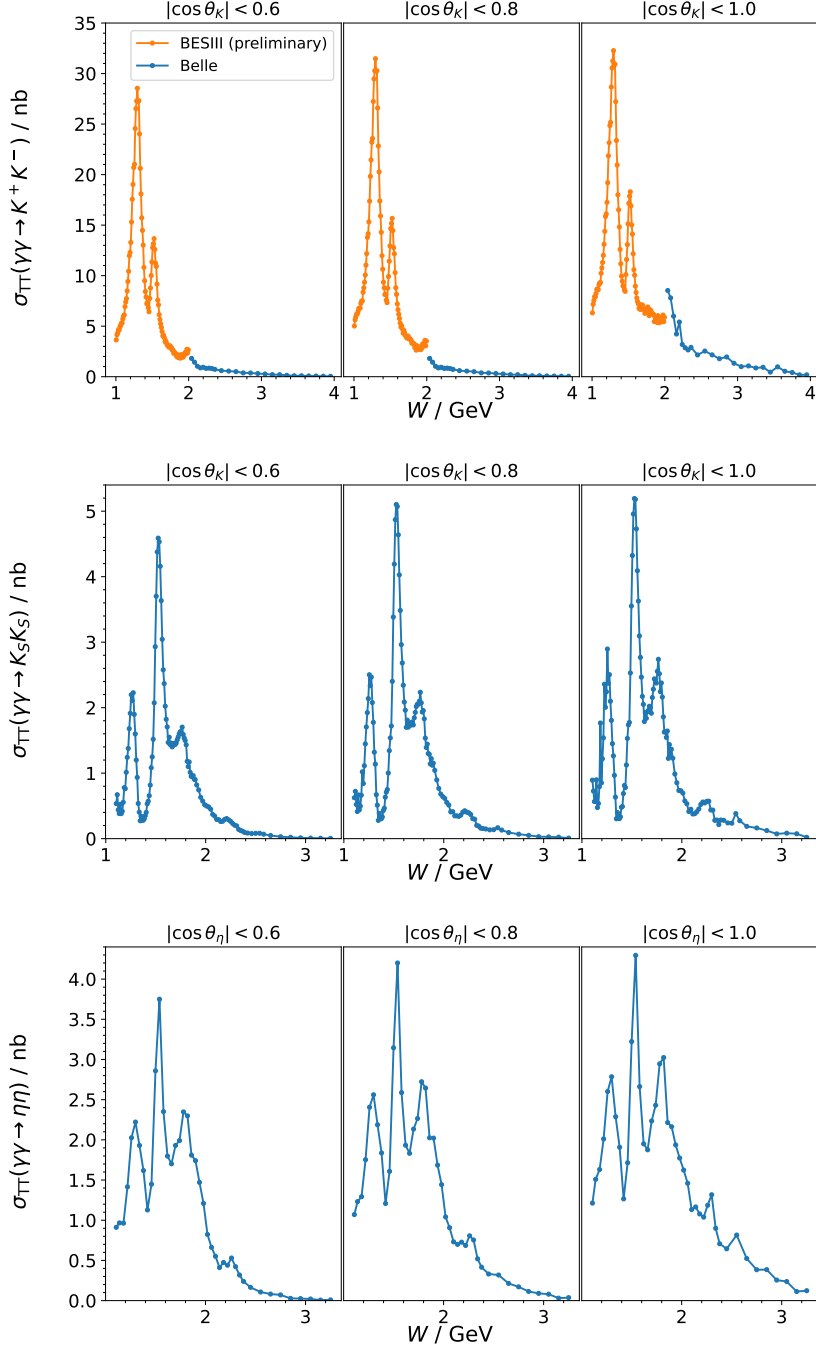 |cos θ_K| < 0.6 |cos θ_K| < 0.8 |cos θ_K| < 1.0
BESIII (preliminary)
Belle
σ_TT(γγ → K⁺K⁻) / nb
35
30
25
20
15
10
5
0
1 2 3 4 1 2 3 4 1 2 3 4
W / GeV
|cos θ_K| < 0.6 |cos θ_K| < 0.8 |cos θ_K| < 1.0
σ_TT(γγ → K_SK_S) / nb
5
4
3
2
1
0
1 2 3 1 2 3 1 2 3
W / GeV
|cos θ_η| < 0.6 |cos θ_η| < 0.8 |cos θ_η| < 1.0
σ_TT(γγ → ηη) / nb
4.0
3.5
3.0
2.5
2.0
1.5
1.0
0.5
0.0
2 3 2 3 2 3
W / GeV